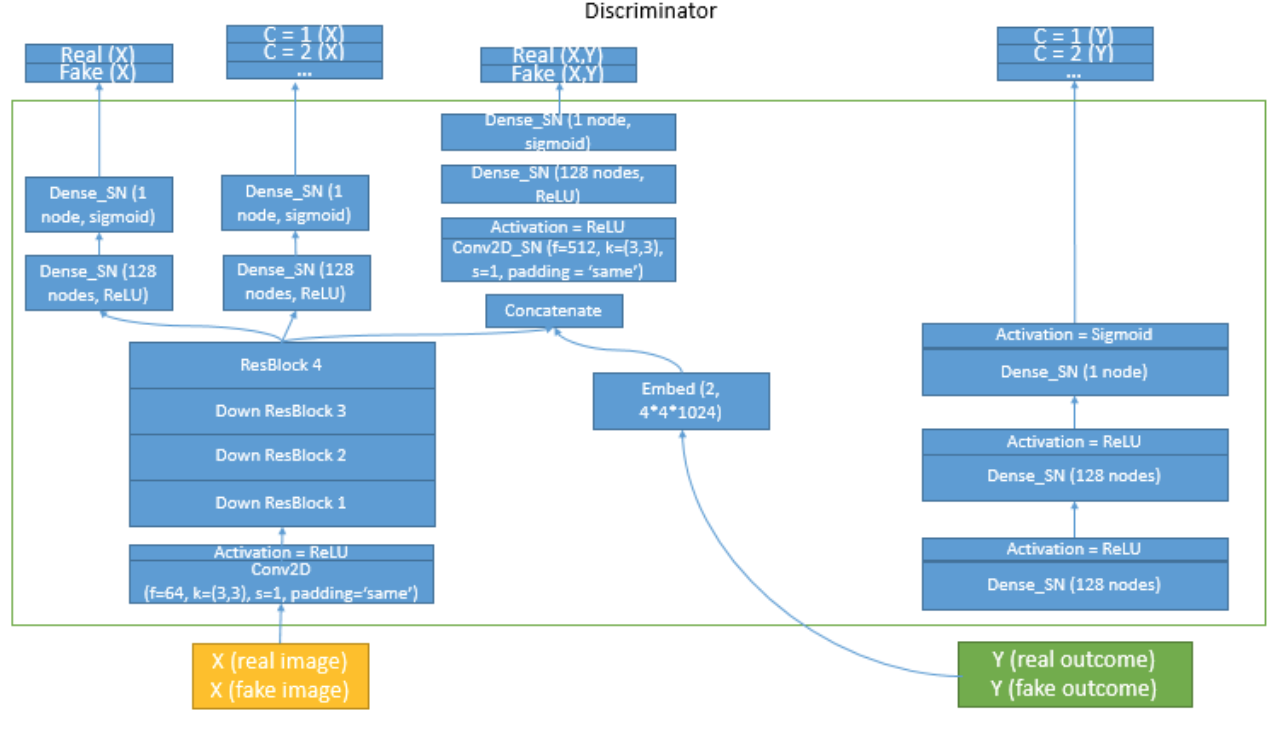 Discriminator
Real (X)
Fake (X)
C = 1 (X)
C = 2 (X)
...
Real (X,Y)
Fake (X,Y)
C = 1 (Y)
C = 2 (Y)
...
Dense_SN (1
node, sigmoid)
Dense_SN (128
nodes, ReLU)
Dense_SN (1
node, sigmoid)
Dense_SN (128
nodes, ReLU)
Dense_SN (1 node,
sigmoid)
Dense_SN (128 nodes,
ReLU)
Activation = ReLU
Conv2D_SN (f=512, k=(3,3),
s=1, padding = ‘same’)
Concatenate
Embed (2,
4*4*1024)
ResBlock 4
Down ResBlock 3
Down ResBlock 2
Down ResBlock 1
Activation = ReLU
Conv2D
(f=64, k=(3,3), s=1, padding=‘same’)
Activation = Sigmoid
Dense_SN (1 node)
Activation = ReLU
Dense_SN (128 nodes)
Activation = ReLU
Dense_SN (128 nodes)
X (real image)
X (fake image)
Y (real outcome)
Y (fake outcome)